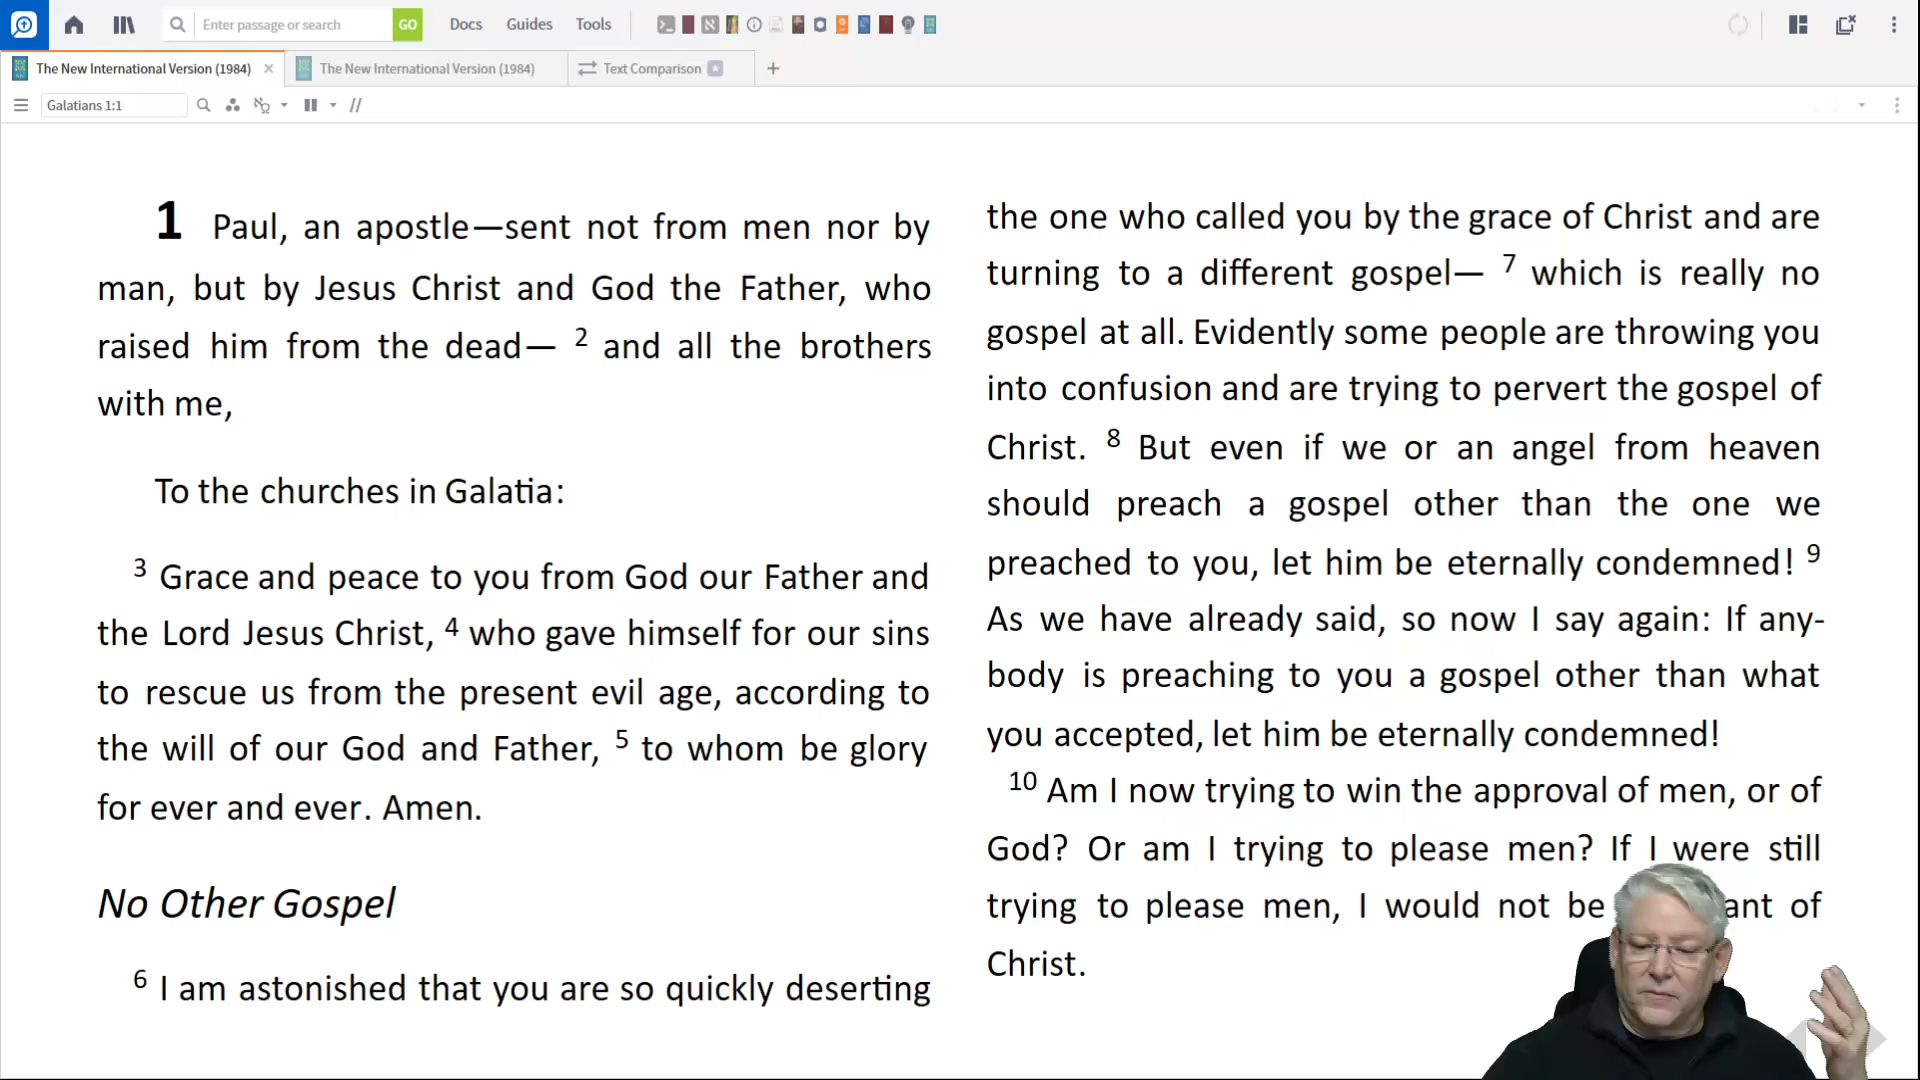 Enter passage or search
GO
Docs
Guides
Tools
The New International Version (1984)
The New International Version (1984)
Text Comparison
Galatians 1:1
1 Paul, an apostle—sent not from men nor by
man, but by Jesus Christ and God the Father, who
raised him from the dead— 2 and all the brothers
with me,
To the churches in Galatia:
3 Grace and peace to you from God our Father and
the Lord Jesus Christ, 4 who gave himself for our sins
to rescue us from the present evil age, according to
the will of our God and Father, 5 to whom be glory
for ever and ever. Amen.
No Other Gospel
6 I am astonished that you are so quickly deserting
the one who called you by the grace of Christ and are
turning to a different gospel— 7 which is really no
gospel at all. Evidently some people are throwing you
into confusion and are trying to pervert the gospel of
Christ. 8 But even if we or an angel from heaven
should preach a gospel other than the one we
preached to you, let him be eternally condemned! 9
As we have already said, so now I say again: If any-
body is preaching to you a gospel other than what
you accepted, let him be eternally condemned!
10 Am I now trying to win the approval of men, or of
God? Or am I trying to please men? If I were still
trying to please men, I would not be ant of
Christ.